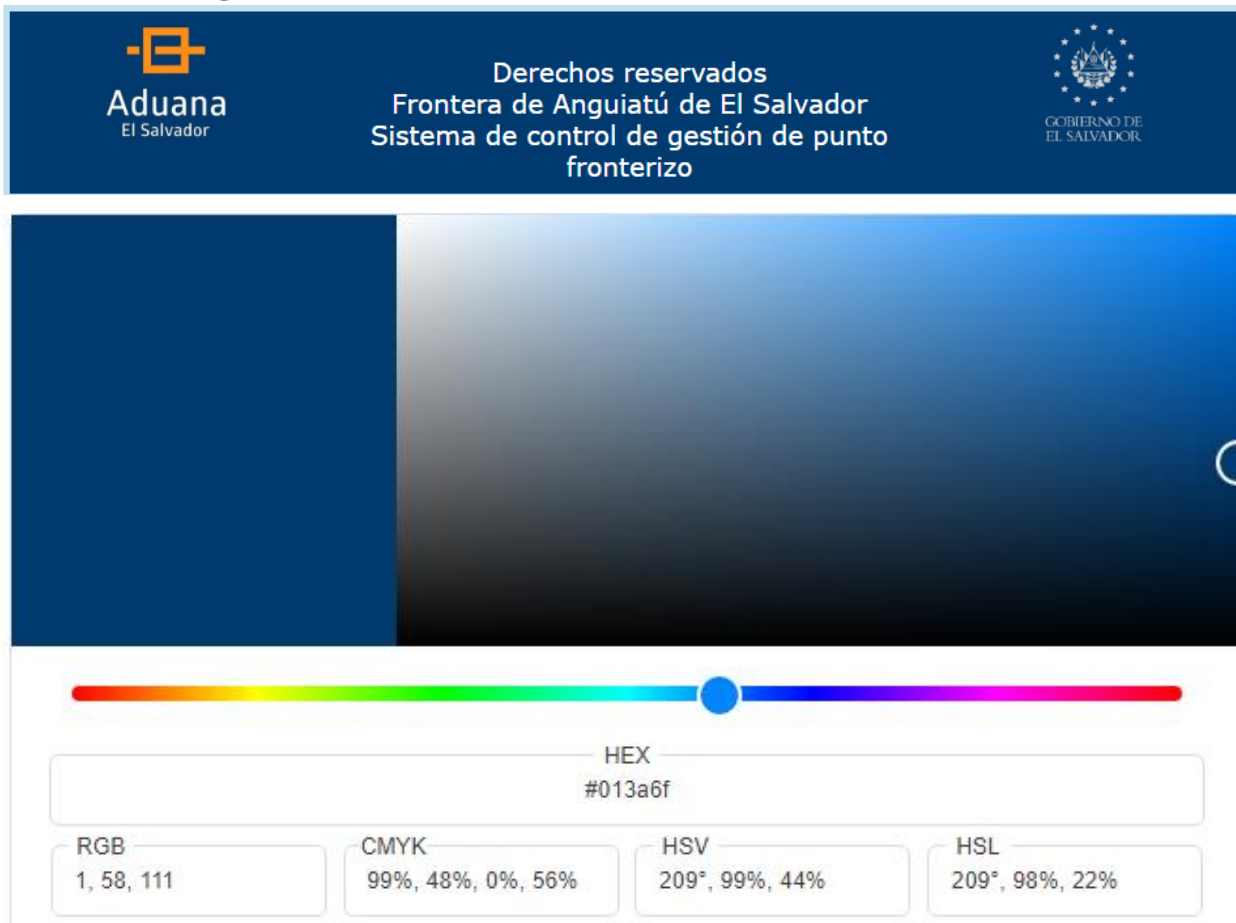 Aduana
El Salvador
Derechos reservados
Frontera de Anguiatú de El Salvador
Sistema de control de gestión de punto
fronterizo
GOBIERNO DE
EL SALVADOR
HEX
#013a6f
RGB
1, 58, 111
CMYK
99%, 48%, 0%, 56%
HSV
209°, 99%, 44%
HSL
209°, 98%, 22%